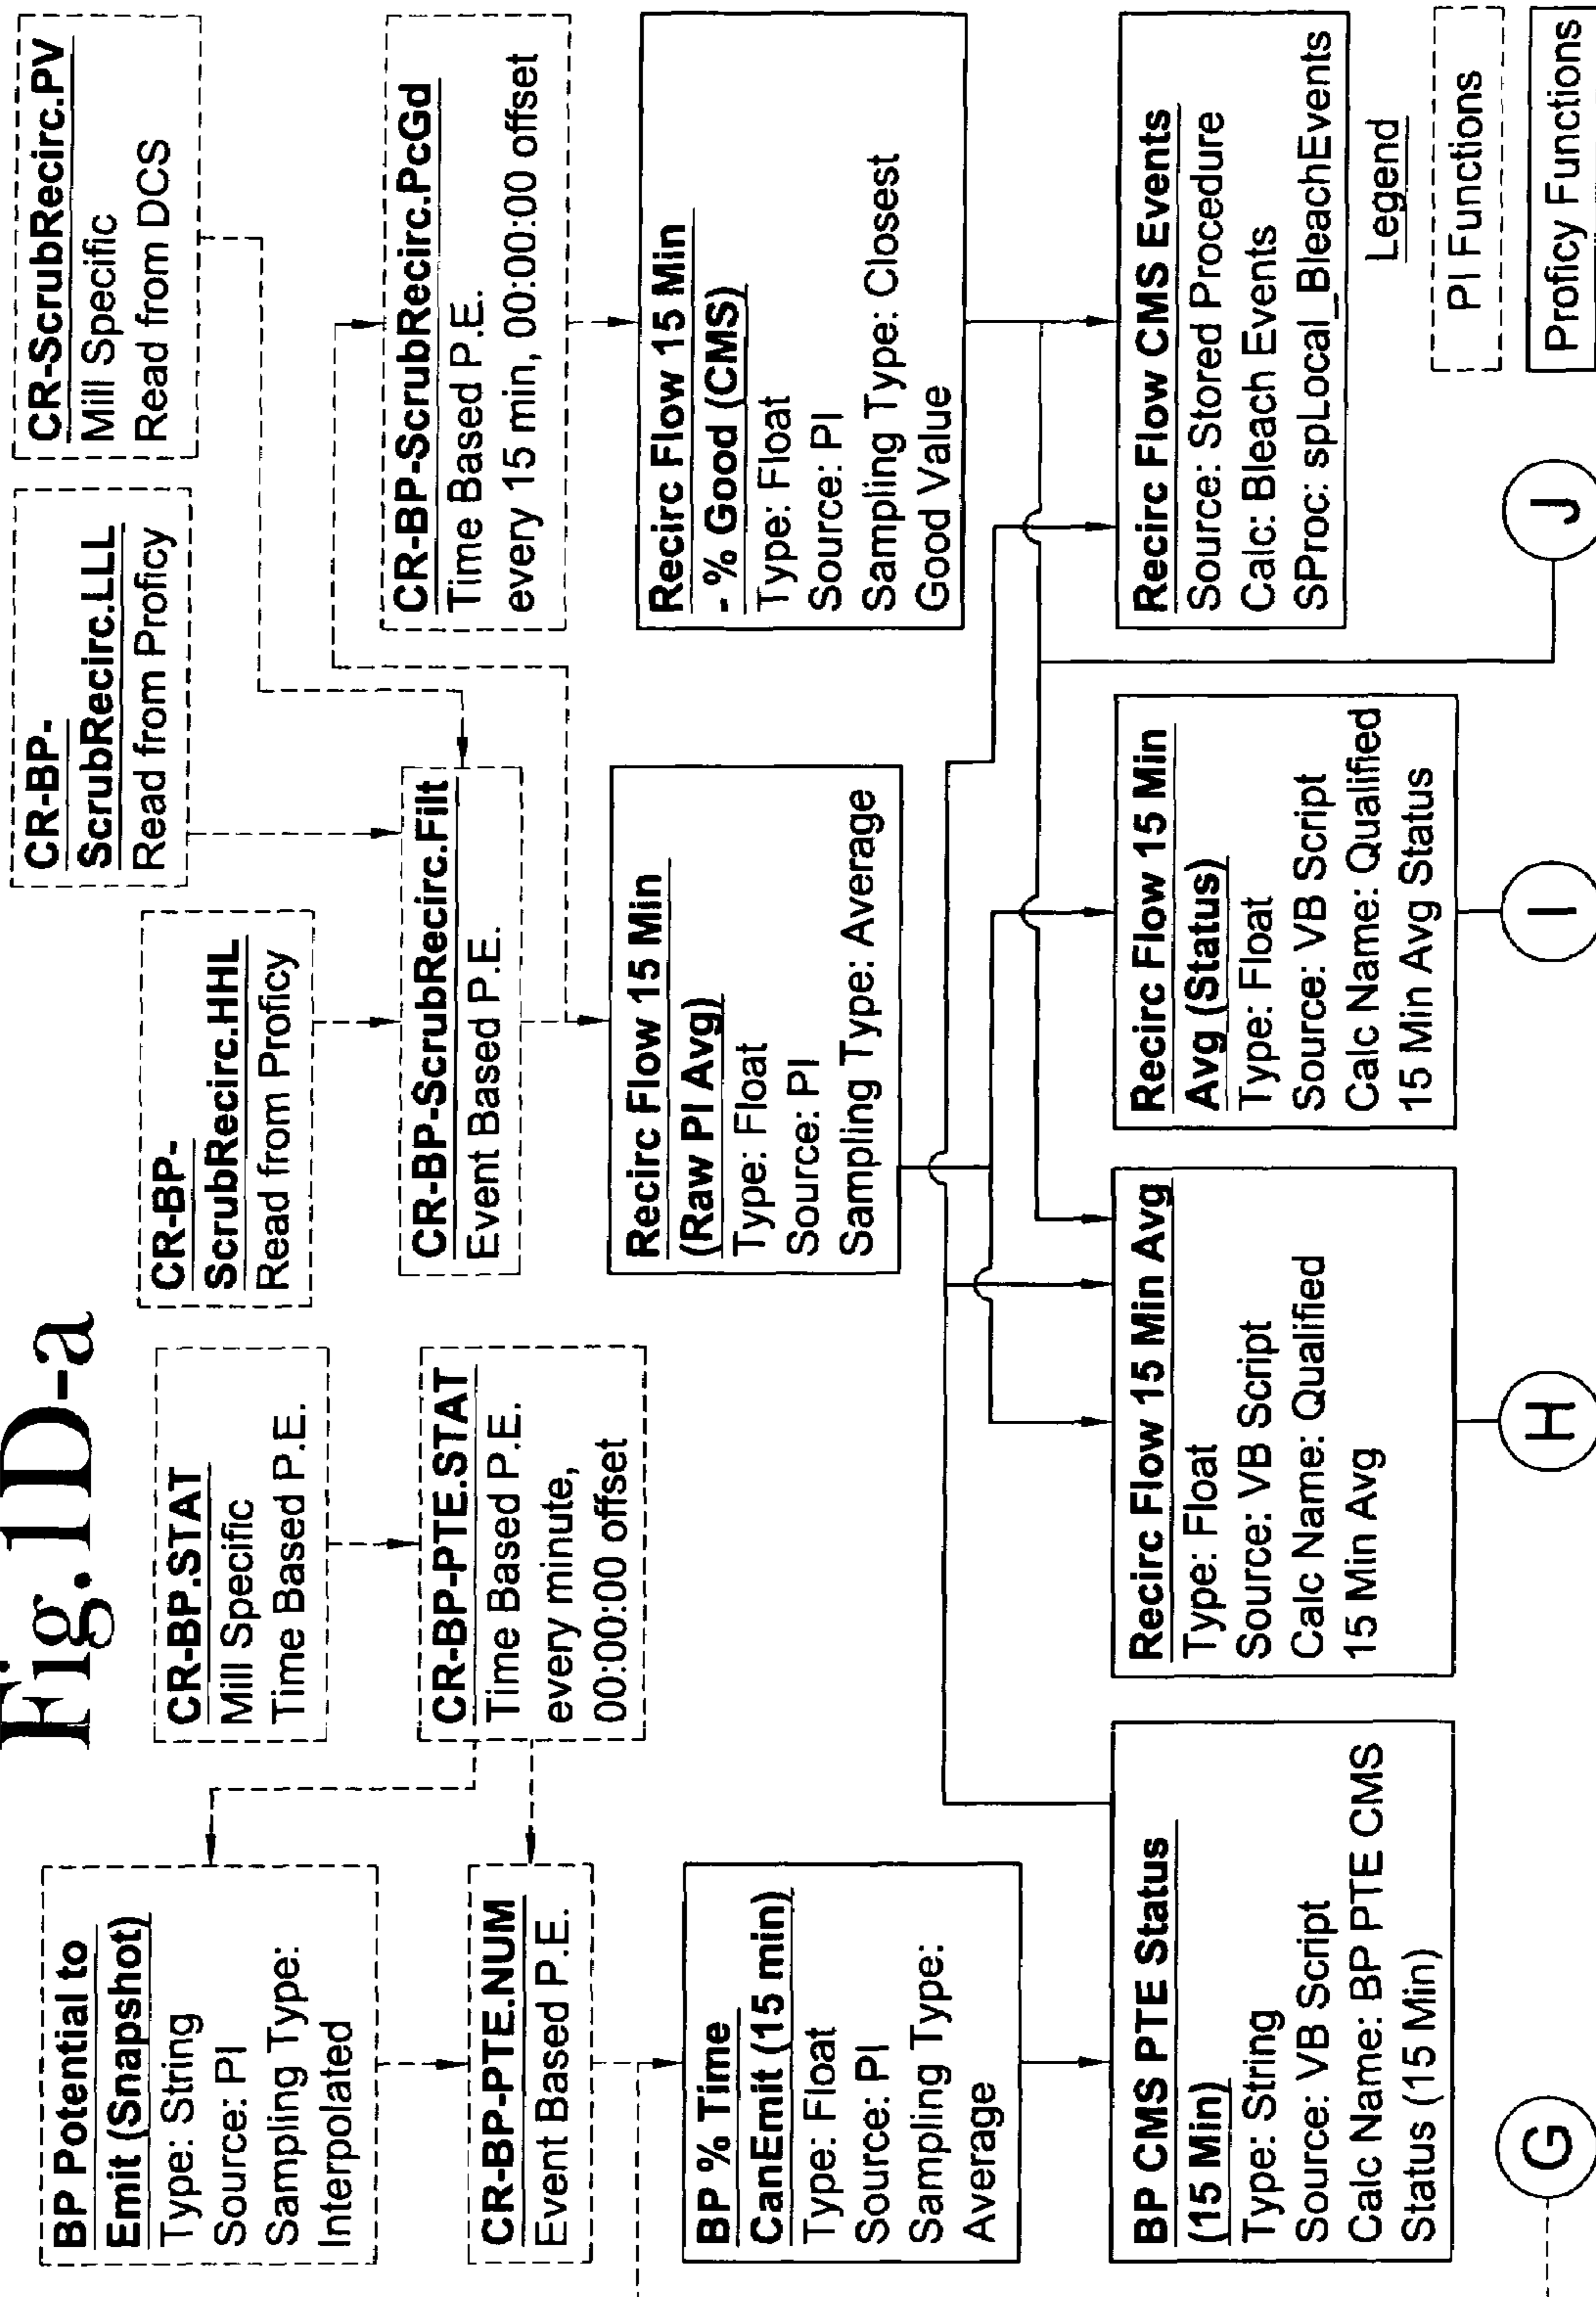 Fig. 1D-a
BP Potential to
Emit (Snapshot)
Type: String
Source: PI
Sampling Type:
Interpolated
CR-BP.STAT
Mill Specific
Time Based P.E.
CR-BP-
ScrubRecirc.HHL
Read from Proficy
CR-BP-
ScrubRecirc.LLL
Read from Proficy
CR-ScrubRecirc.PV
Mill Specific
Read from DCS
CR-BP-PTE.NUM
Event Based P.E.
CR-BP-PTE.STAT
Time Based P.E.
every minute,
00:00:00 offset
CR-BP-ScrubRecirc.Filt
Event Based P.E.
CR-BP-ScrubRecirc.PcGd
Time Based P.E.
every 15 min, 00:00:00 offset
BP % Time
CanEmit (15 min)
Type: Float
Source: PI
Sampling Type:
Average
Recirc Flow 15 Min
(Raw PI Avg)
Type: Float
Source: PI
Sampling Type: Average
Recirc Flow 15 Min
- % Good (CMS)
Type: Float
Source: PI
Sampling Type: Closest
Good Value
BP CMS PTE Status
(15 Min)
Type: String
Source: VB Script
Calc Name: BP PTE CMS
Status (15 Min)
Recirc Flow 15 Min Avg
Type: Float
Source: VB Script
Calc Name: Qualified
15 Min Avg
Recirc Flow 15 Min
Avg (Status)
Type: Float
Source: VB Script
Calc Name: Qualified
15 Min Avg Status
Recirc Flow CMS Events
Source: Stored Procedure
Calc: Bleach Events
SProc: spLocal_BleachEvents
G
H
I
J
Legend
PI Functions
Proficy Functions